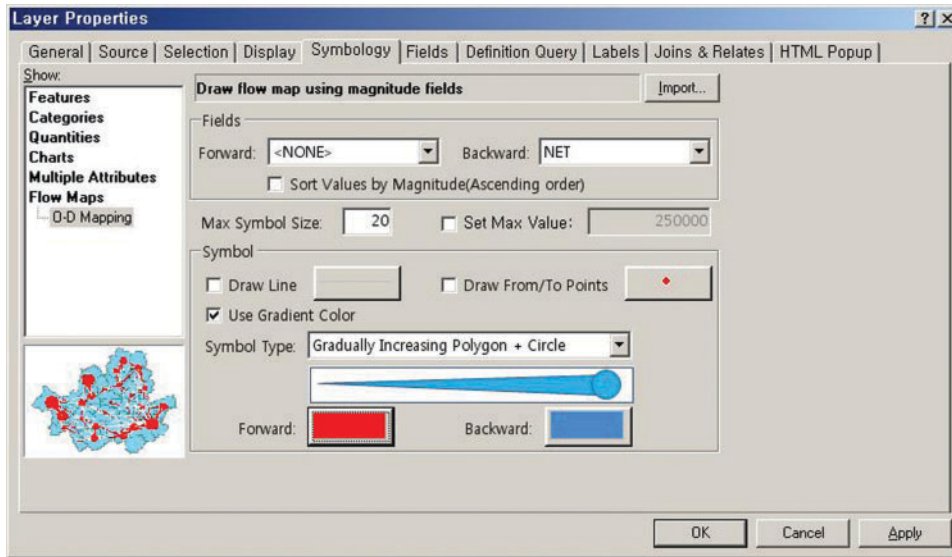 Layer Properties
General | Source | Selection | Display | Symbology | Fields | Definition Query | Labels | Joins & Relates | HTML Popup
Show:
Features
Categories
Quantities
Charts
Multiple Attributes
Flow Maps
O-D Mapping
Draw flow map using magnitude fields
Import...
Fields
Forward: <NONE> Backward: NET
Sort Values by Magnitude(Ascending order)
Max Symbol Size: 20 Set Max Value: 250000
Symbol
Draw Line Draw From/To Points
Use Gradient Color
Symbol Type: Gradually Increasing Polygon + Circle
Forward: Backward:
OK Cancel Apply